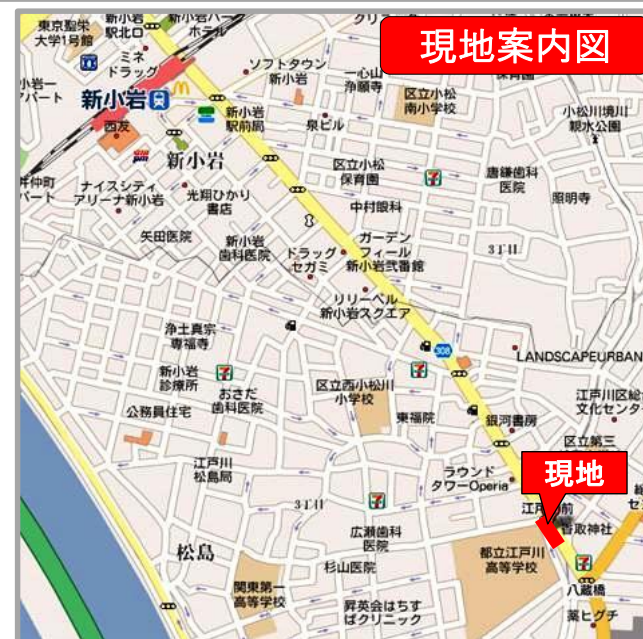 現地案内図
東京聖栄
大学1号館
新小岩
駅北口
新小岩パー
ホテル
ミネ
ドラッグ
新小岩
西友
am pm
新小岩
駅前局
ソフトタウン
新小岩
一心山
浄願寺
区立小松
南小学校
小松川境川
親水公園
泉ビル
新小岩
区立小松
保育園
唐鎌歯科
医院
照明寺
ナイスシティ
アリーナ新小岩
光翔ひかり
書店
中村眼科
矢田医院
新小岩
歯科医院
ドラッグ
セガミ
ガーデン
フィール
新小岩弐番館
3丁目
リリーベル
新小岩スクエア
308
浄土真宗
専福寺
LANDSCAPEURBAN
新小岩
診療所
おさだ
歯科医院
区立西小松川
小学校
公務員住宅
東福院
銀河書房
江戸川区総合
文化センタ
区立第三
江戸川
松島局
ラウンド
タワーOperia
現地
3丁目
広瀬歯科
医院
香取神社
松島
杉山医院
都立江戸川
高等学校
関東第一
高等学校
昇英会はちす
ばクリニック
八蔵橋
薬ヒグチ